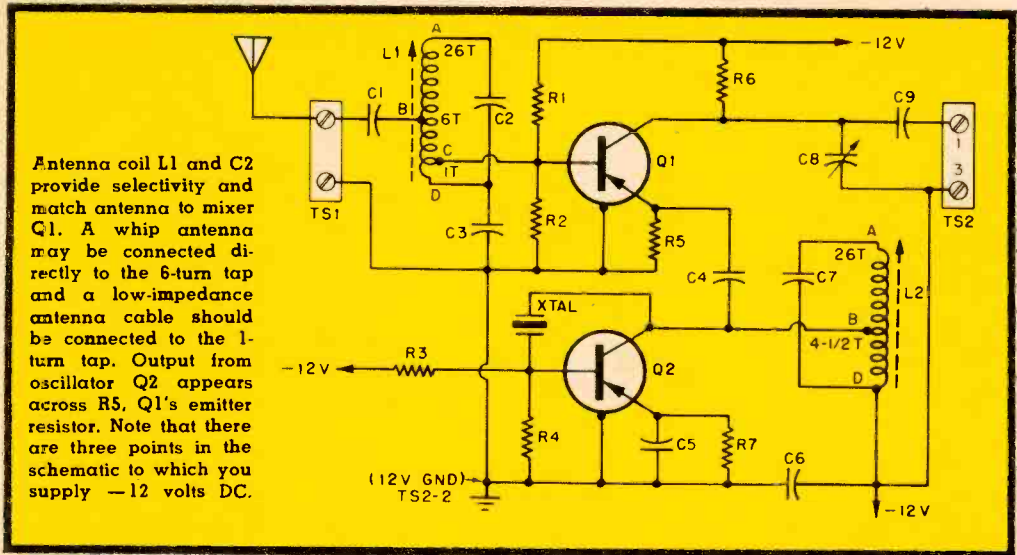 Antenna coil L1 and C2
provide selectivity and
match antenna to mixer
Q1. A whip antenna
may be connected di-
rectly to the 6-turn tap
and a low-impedance
antenna cable should
be connected to the 1-
turn tap. Output from
oscillator Q2 appears
across R5, Q1's emitter
resistor. Note that there
are three points in the
schematic to which you
supply —12 volts DC.
TS1
C1
L1
A
26T
B
6T
C
1T
D
C2
C3
R1
R2
Q1
R5
R6
-12V
C4
C8
C9
1
3
TS2
XTAL
-12V
R3
R4
Q2
C5
R7
C6
C7
A
26T
L2
B
4-1/2T
D
-12V
(12V GND)
TS2-2